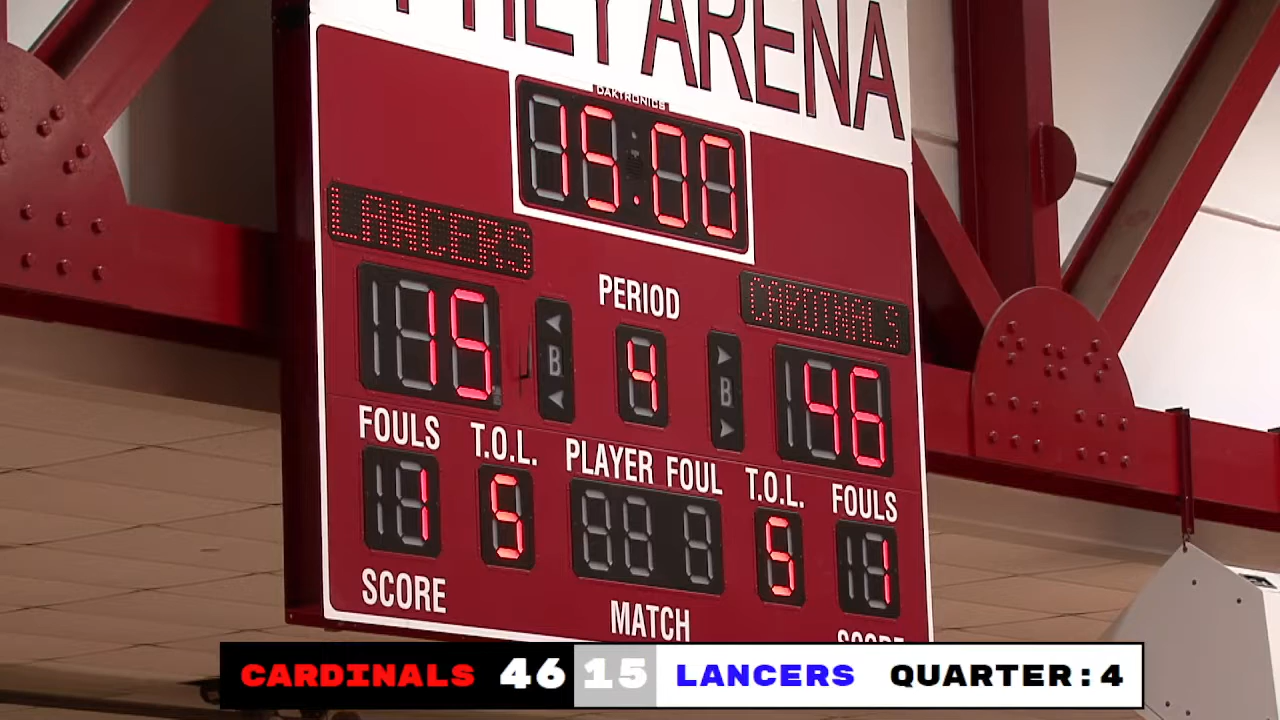 ARENA
DAKTRONICS
15:00
LANCERS
PERIOD
CARDINALS
15
B
4
B
46
FOULS
T.O.L.
PLAYER FOUL
T.O.L.
FOULS
1
5
5
1
SCORE
MATCH
CARDINALS 46 15 LANCERS QUARTER:4